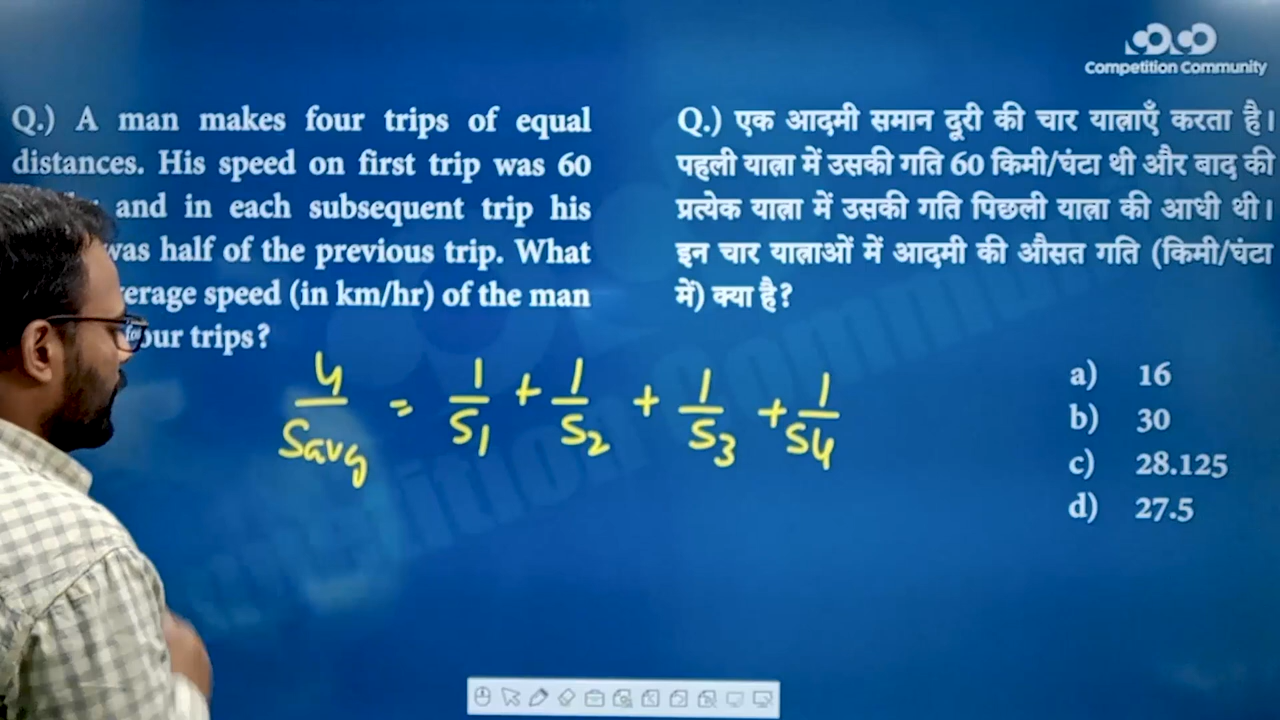 Competition Community
Q.) A man makes four trips of equal
distances. His speed on first trip was 60
and in each subsequent trip his
was half of the previous trip. What
erage speed (in km/hr) of the man
for four trips?
Q.) एक आदमी समान दूरी की चार यात्राएँ करता है।
पहली यात्रा में उसकी गति 60 किमी/घंटा थी और बाद की
प्रत्येक यात्रा में उसकी गति पिछली यात्रा की आधी थी।
इन चार यात्राओं में आदमी की औसत गति (किमी/घंटा
में) क्या है?
4/Savg = 1/S1 + 1/S2 + 1/S3 + 1/S4
a) 16
b) 30
c) 28.125
d) 27.5